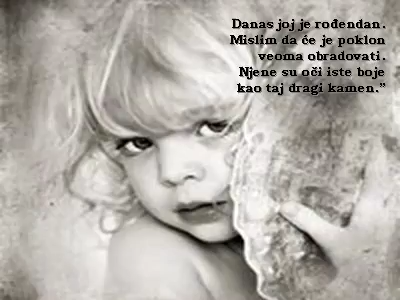 Danas joj je rođendan.
Mislim da će je poklon
veoma obradovati.
Njene su oči iste boje
kao taj dragi kamen.”